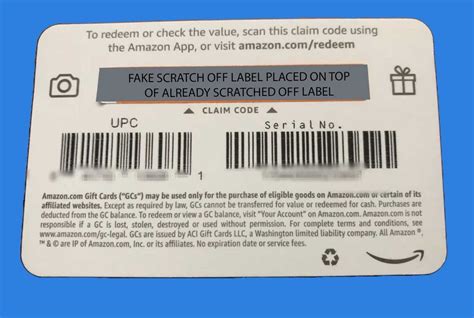 To redeem or check the value, scan this claim code using
the Amazon App, or visit amazon.com/redeem
FAKE SCRATCH OFF LABEL PLACED ON TOP
OF ALREADY SCRATCHED OFF LABEL
▲ CLAIM CODE ▲
UPC
Serial No.
1
Amazon.com Gift Cards ("GCs") may be used only for the purchase of eligible goods on Amazon.com or certain of its
affiliated websites. Except as required by law, GCs cannot be transferred for value or redeemed for cash. Purchases are
deducted from the GC balance. To redeem or view a GC balance, visit "Your Account" on Amazon.com. Amazon.com is not
responsible if a GC is lost, stolen, destroyed or used without permission. For complete terms and conditions, see
www.amazon.com/gc-legal. GCs are issued by ACI Gift Cards LLC, a Washington limited liability company. All Amazon ®,
™ & © are IP of Amazon.com, Inc. or its affiliates. No expiration date or service fees.